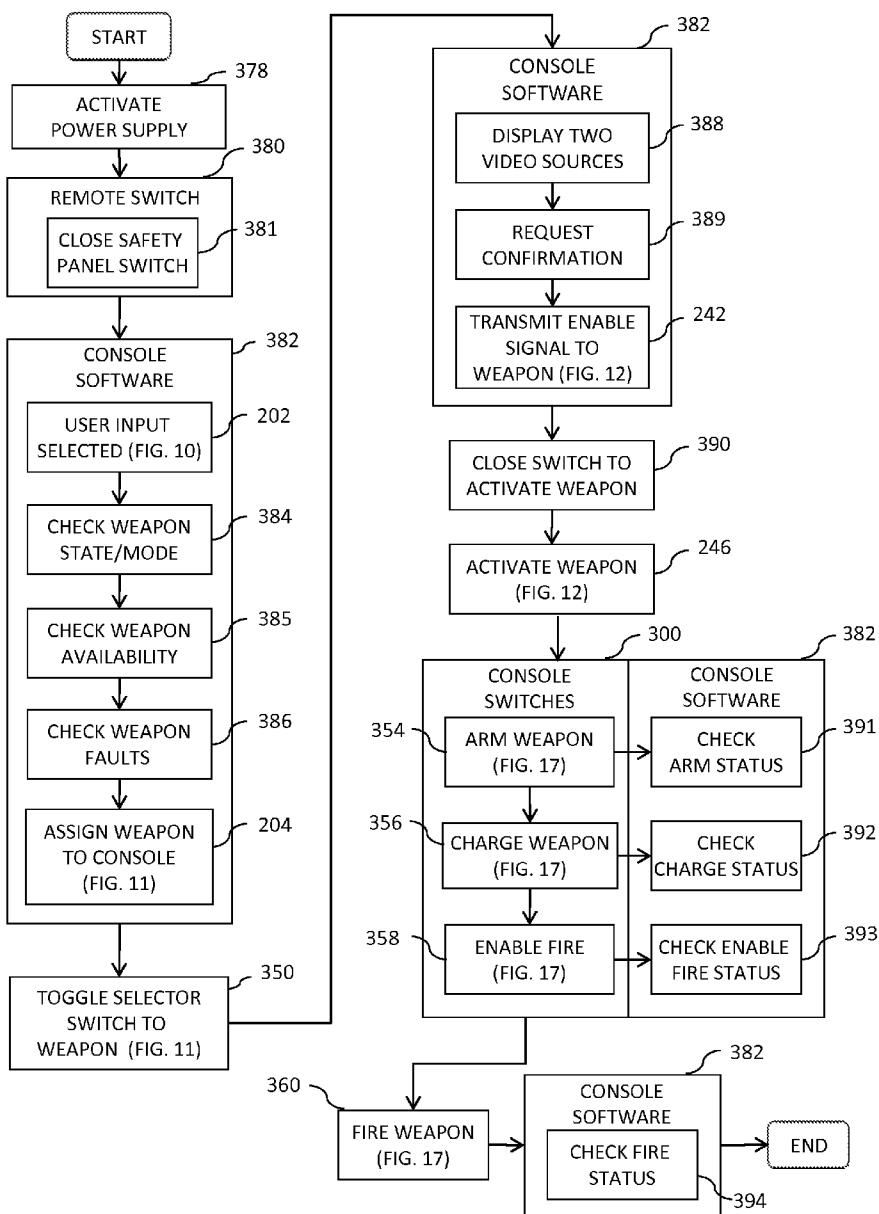 START
378
ACTIVATE
POWER SUPPLY
380
REMOTE SWITCH
381
CLOSE SAFETY
PANEL SWITCH
382
CONSOLE
SOFTWARE
202
USER INPUT
SELECTED (FIG. 10)
384
CHECK WEAPON
STATE/MODE
385
CHECK WEAPON
AVAILABILITY
386
CHECK WEAPON
FAULTS
204
ASSIGN WEAPON
TO CONSOLE
(FIG. 11)
350
TOGGLE SELECTOR
SWITCH TO
WEAPON (FIG. 11)
382
CONSOLE
SOFTWARE
388
DISPLAY TWO
VIDEO SOURCES
389
REQUEST
CONFIRMATION
242
TRANSMIT ENABLE
SIGNAL TO
WEAPON (FIG. 12)
390
CLOSE SWITCH TO
ACTIVATE WEAPON
246
ACTIVATE WEAPON
(FIG. 12)
300
CONSOLE
SWITCHES
382
CONSOLE
SOFTWARE
354
ARM WEAPON
(FIG. 17)
391
CHECK
ARM STATUS
356
CHARGE WEAPON
(FIG. 17)
392
CHECK
CHARGE STATUS
358
ENABLE FIRE
(FIG. 17)
393
CHECK ENABLE
FIRE STATUS
360
FIRE WEAPON
(FIG. 17)
382
CONSOLE
SOFTWARE
CHECK FIRE
STATUS
394
END